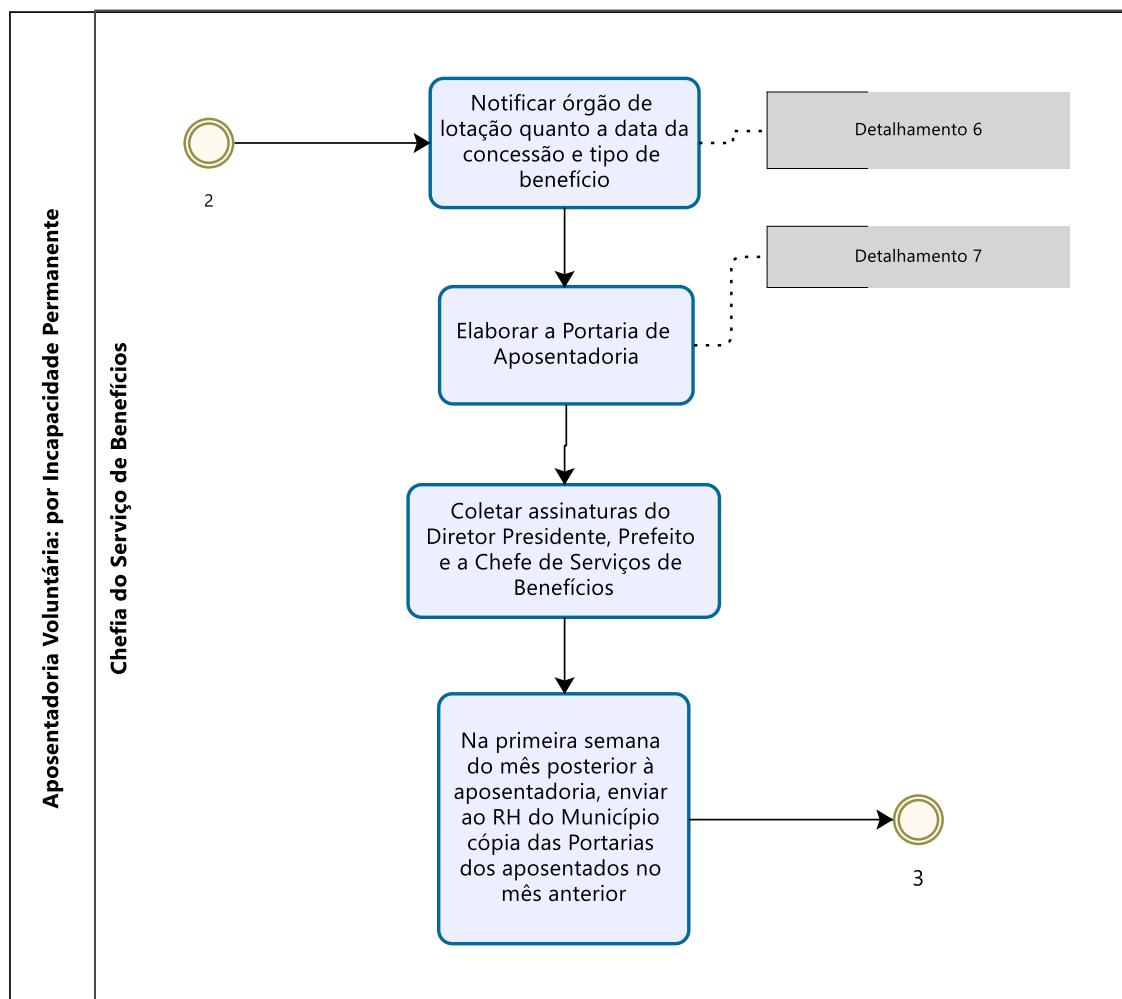 Aposentadoria Voluntária: por Incapacidade Permanente
Chefia do Serviço de Benefícios
2
Notificar órgão de
lotação quanto a data da
concessão e tipo de
benefício
Detalhamento 6
Elaborar a Portaria de
Aposentadoria
Detalhamento 7
Coletar assinaturas do
Diretor Presidente, Prefeito
e a Chefe de Serviços de
Benefícios
Na primeira semana
do mês posterior à
aposentadoria, enviar
ao RH do Município
cópia das Portarias
dos aposentados no
mês anterior
3